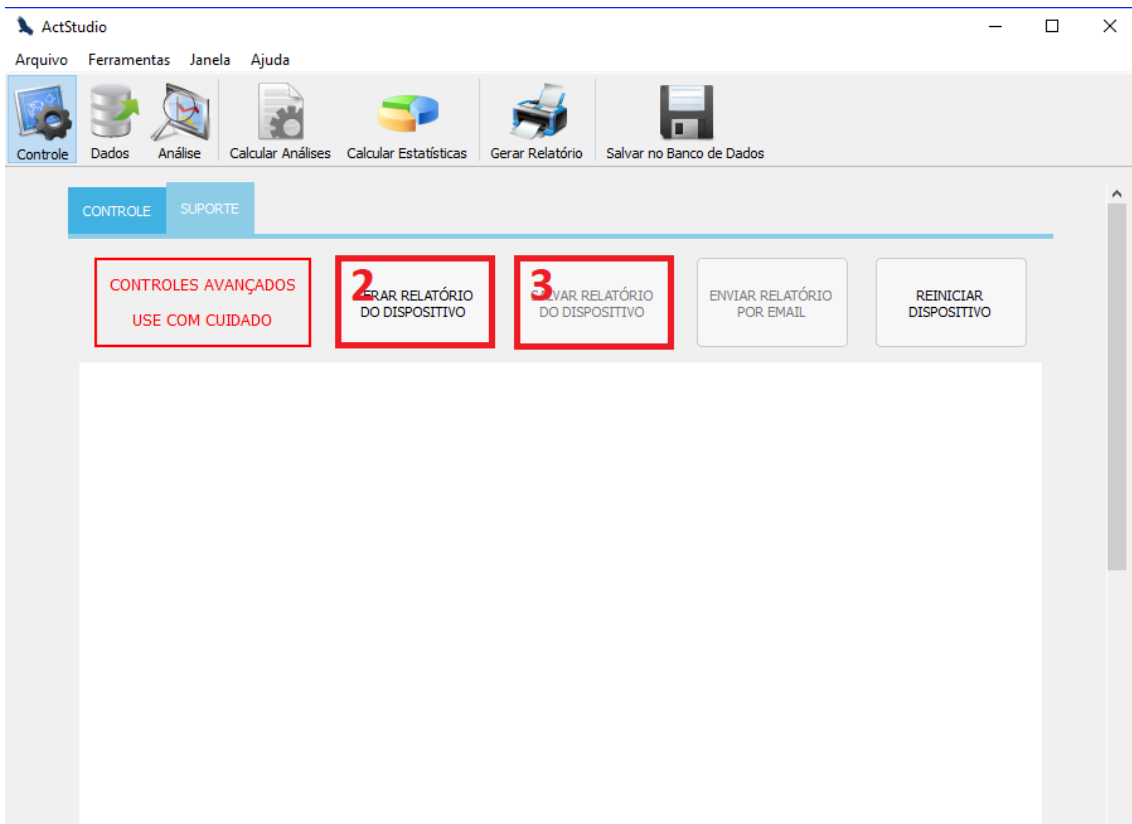 ActStudio
Arquivo Ferramentas Janela Ajuda
Controle Dados Análise Calcular Análises Calcular Estatísticas Gerar Relatório Salvar no Banco de Dados
CONTROLE SUPORTE
CONTROLES AVANÇADOS
USE COM CUIDADO
2
GERAR RELATÓRIO
DO DISPOSITIVO
3
SALVAR RELATÓRIO
DO DISPOSITIVO
ENVIAR RELATÓRIO
POR EMAIL
REINICIAR
DISPOSITIVO